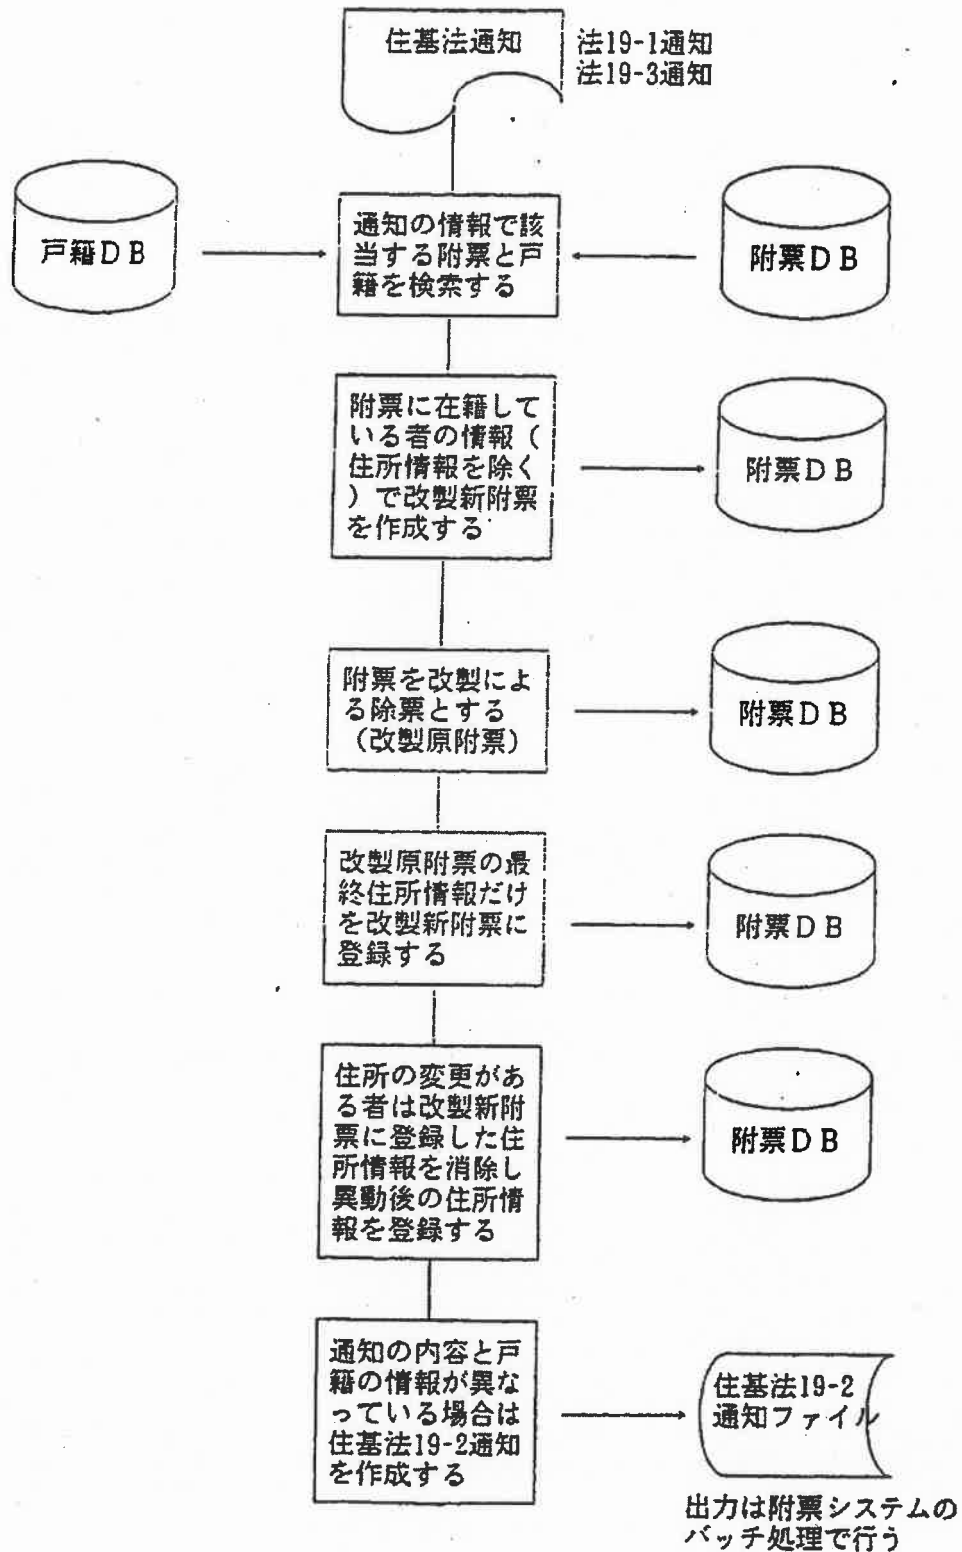 住基法通知
法19-1通知
法19-3通知
戸籍DB
通知の情報で該
当する附票と戸
籍を検索する
附票DB
附票に在籍して
いる者の情報（
住所情報を除く
）で改製新附票
を作成する
附票DB
附票を改製によ
る除票とする
（改製原附票）
附票DB
改製原附票の最
終住所情報だけ
を改製新附票に
登録する
附票DB
住所の変更があ
る者は改製新附
票に登録した住
所情報を消除し
異動後の住所情
報を登録する
附票DB
通知の内容と戸
籍の情報が異な
っている場合は
住基法19-2通知
を作成する
住基法19-2
通知ファイル
出力は附票システムの
バッチ処理で行う